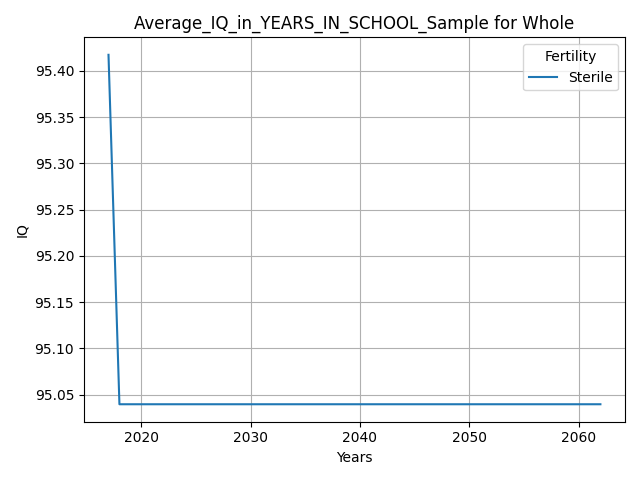 Average_IQ_in_YEARS_IN_SCHOOL_Sample for Whole
Fertility
Sterile
95.40
95.35
95.30
95.25
95.20
95.15
95.10
95.05
IQ
2020 2030 2040 2050 2060
Years